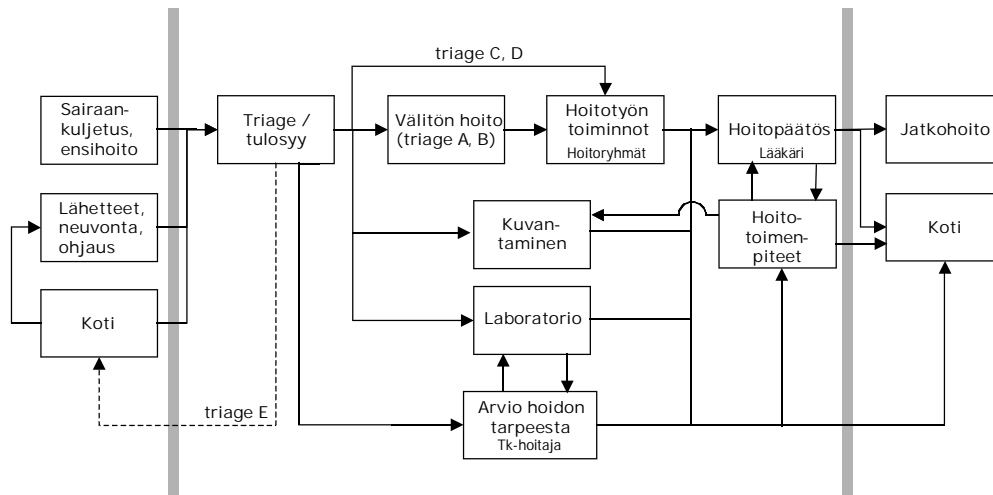 triage C, D
Sairaan-
kuljetus,
ensihoito
Triage /
tulosyy
Välitön hoito
(triage A, B)
Hoitotyön
toiminnot
Hoitoryhmät
Hoitopäätös
Lääkäri
Jatkohoito
Lähetteet,
neuvonta,
ohjaus
Kuvan-
taminen
Hoito-
toimen-
piteet
Koti
Koti
Laboratorio
triage E
Arvio hoidon
tarpeesta
Tk-hoitaja